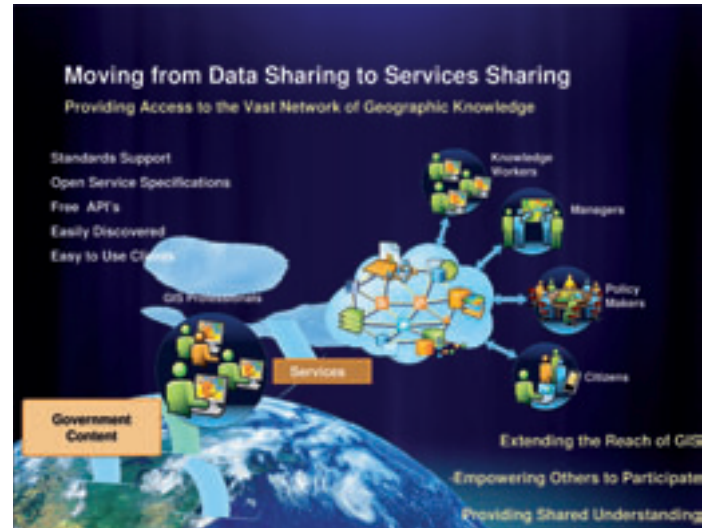 Moving from Data Sharing to Services Sharing
Providing Access to the Vast Network of Geographic Knowledge
Standards Support
Open Service Specifications
Free API's
Easily Discovered
Easy to Use Clients
GIS Professionals
Knowledge
Workers
Managers
Policy
Makers
Citizens
Services
Government
Content
Extending the Reach of GIS
Empowering Others to Participate
Providing Shared Understanding